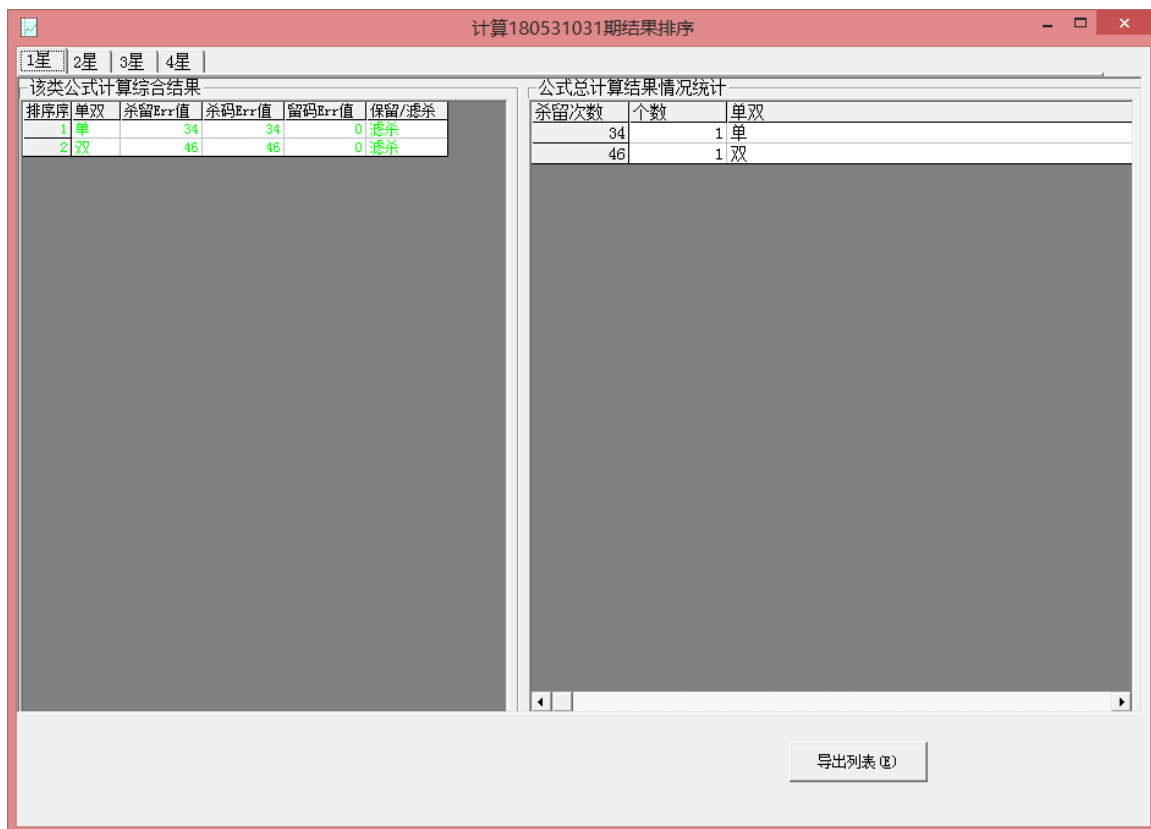 计算180531031期结果排序
1星 2星 3星 4星
该类公式计算综合结果
排序序 单双 杀留Err值 杀码Err值 留码Err值 保留/滤杀
1 单 34 34 0 滤杀
2 双 46 46 0 滤杀
公式总计算结果情况统计
杀留次数 个数 单双
34 1 单
46 1 双
导出列表(E)